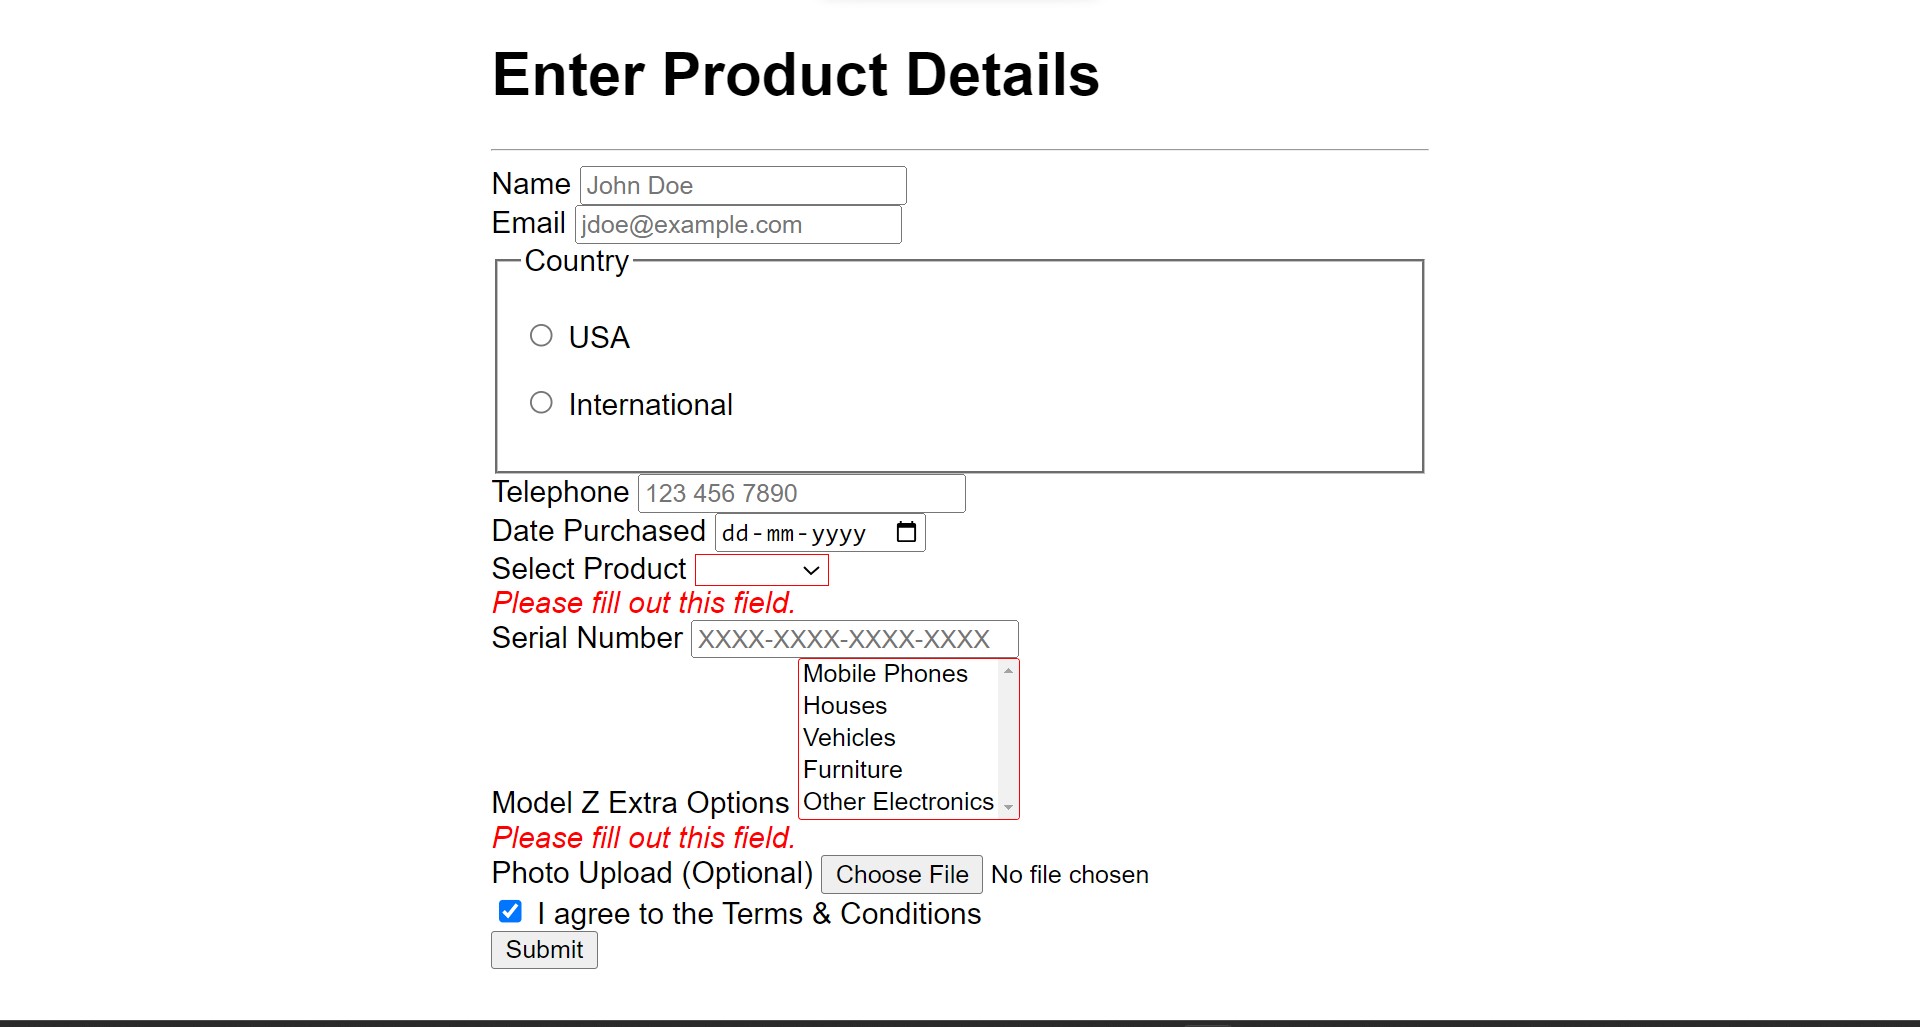 Enter Product Details
Name John Doe
Email jdoe@example.com
Country
USA
International
Telephone 123 456 7890
Date Purchased dd-mm-yyyy
Select Product
Please fill out this field.
Serial Number XXXX-XXXX-XXXX-XXXX
Mobile Phones
Houses
Vehicles
Furniture
Model Z Extra Options Other Electronics
Please fill out this field.
Photo Upload (Optional) Choose File No file chosen
I agree to the Terms & Conditions
Submit